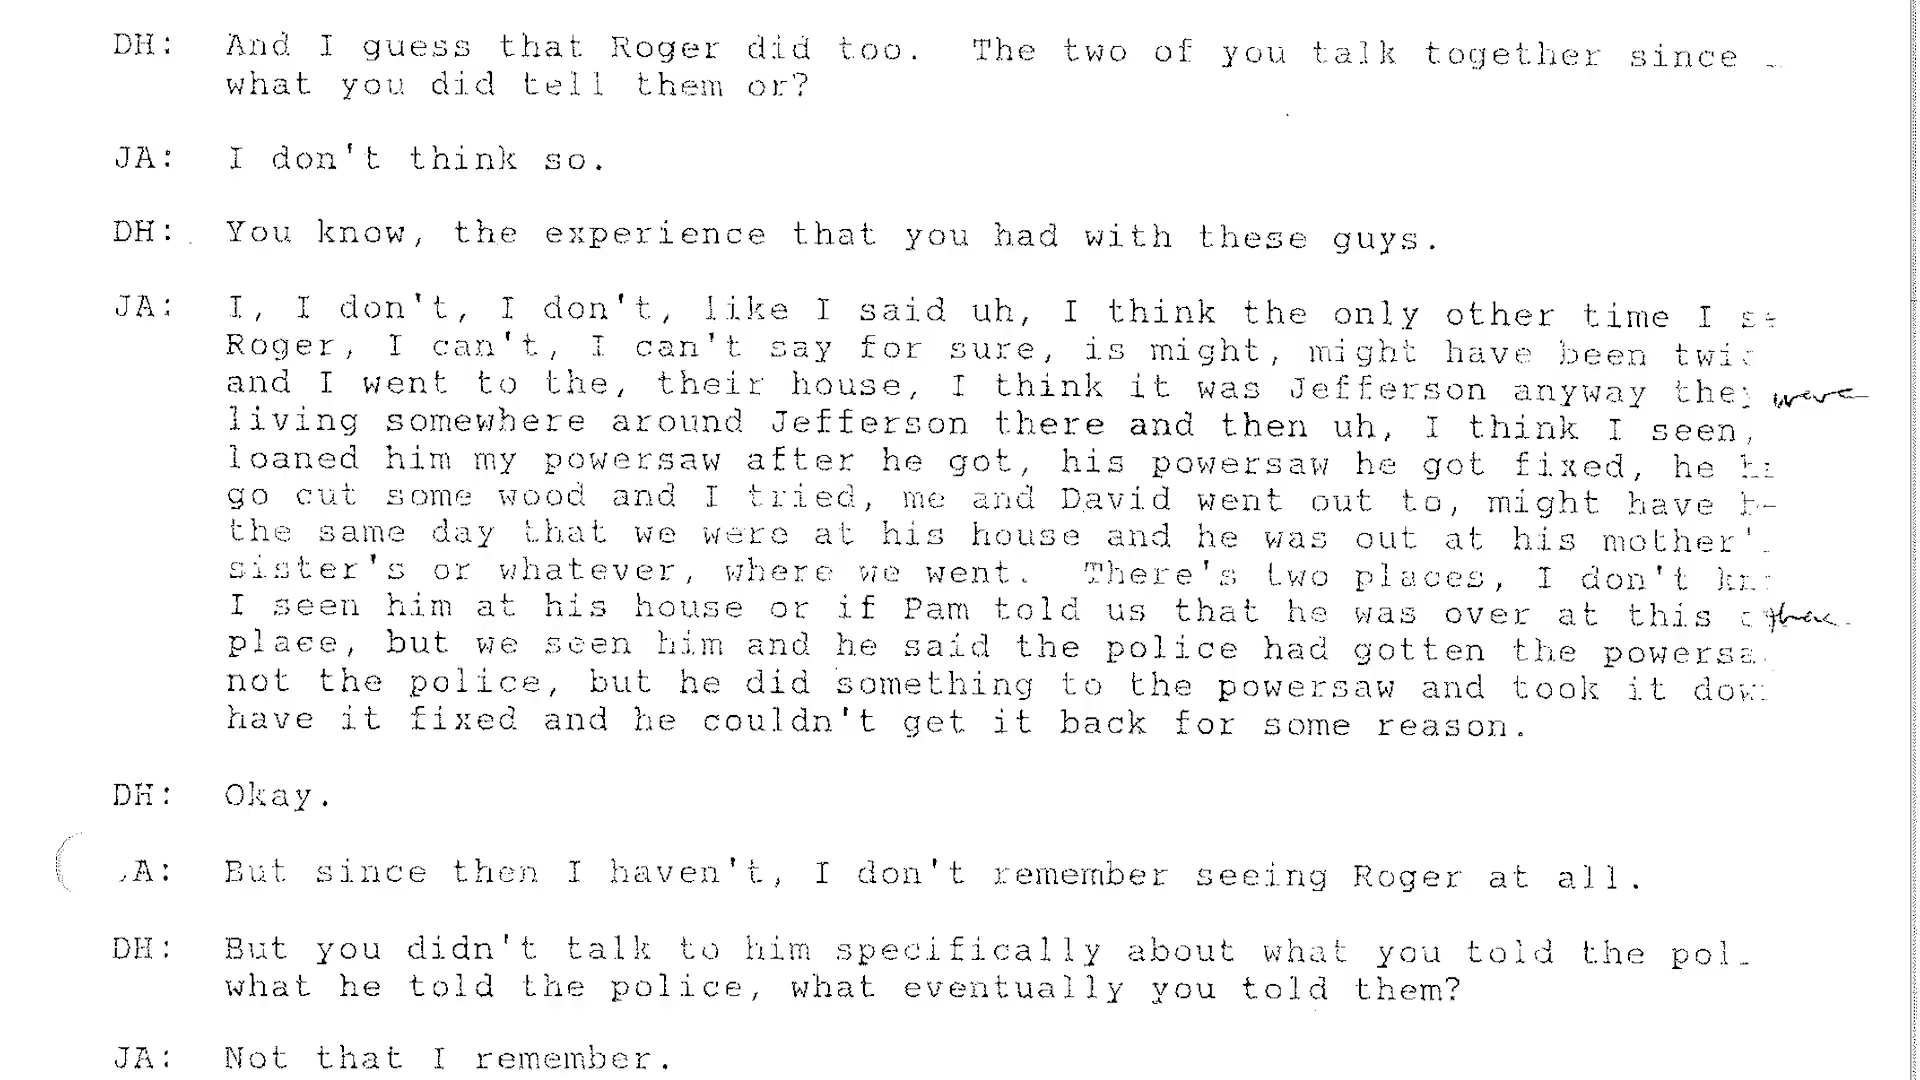 DH: And I guess that Roger did too. The two of you talk together since
what you did tell them or?
JA: I don't think so.
DH: You know, the experience that you had with these guys.
JA: I, I don't, I don't, like I said uh, I think the only other time I
Roger, I can't, I can't say for sure, is might, might have been
and I went to the, their house, I think it was Jefferson anyway they were
living somewhere around Jefferson there and then uh, I think I seen,
loaned him my powersaw after he got, his powersaw he got fixed, he
go cut some wood and I tried, me and David went out to, might have
the same day that we were at his house and he was out at his mother'
sister's or whatever, where we went. There's two places, I don't
I seen him at his house or if Pam told us that he was over at this
place, but we seen him and he said the police had gotten the
not the police, but he did something to the powersaw and took it
have it fixed and he couldn't get it back for some reason.
DH: Okay.
A: But since then I haven't, I don't remember seeing Roger at all.
DH: But you didn't talk to him specifically about what you told the
what he told the police, what eventually you told them?
JA: Not that I remember.